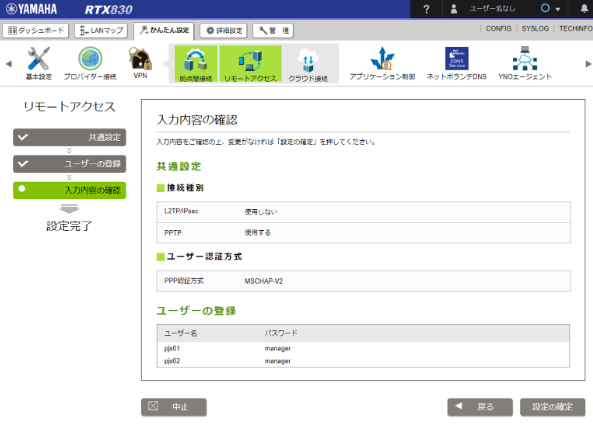 YAMAHA RTX830 ? ユーザー名なし
ダッシュボード LANマップ かんたん設定 詳細設定 管 理 CONFIG SYSLOG TECHINFO
基本設定 プロバイダー接続 VPN 拠点間接続 リモートアクセス クラウド接続 アプリケーション制御 ネットボランチDNS YNOエージェント
リモートアクセス
共通設定
ユーザーの登録
入力内容の確認
設定完了
入力内容の確認
入力内容をご確認の上、変更がなければ「設定の確定」を押してください。
共通設定
接続種別
L2TP/IPsec 使用しない
PPTP 使用する
ユーザー認証方式
PPP認証方式 MSCHAP-V2
ユーザーの登録
ユーザー名 パスワード
pjs01 manager
pjs02 manager
中止 戻る 設定の確定